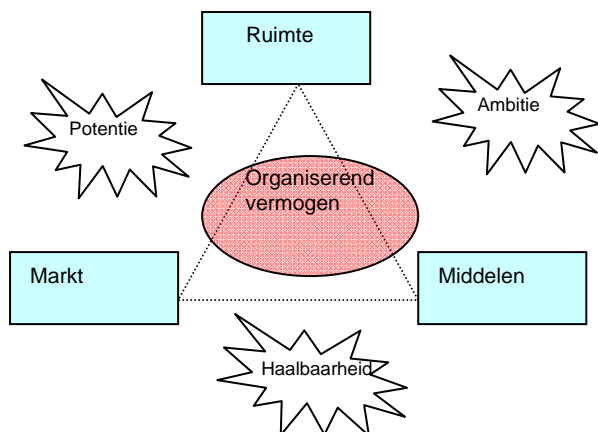 Ruimte
Potentie
Ambitie
Organiserend
vermogen
Markt
Middelen
Haalbaarheid